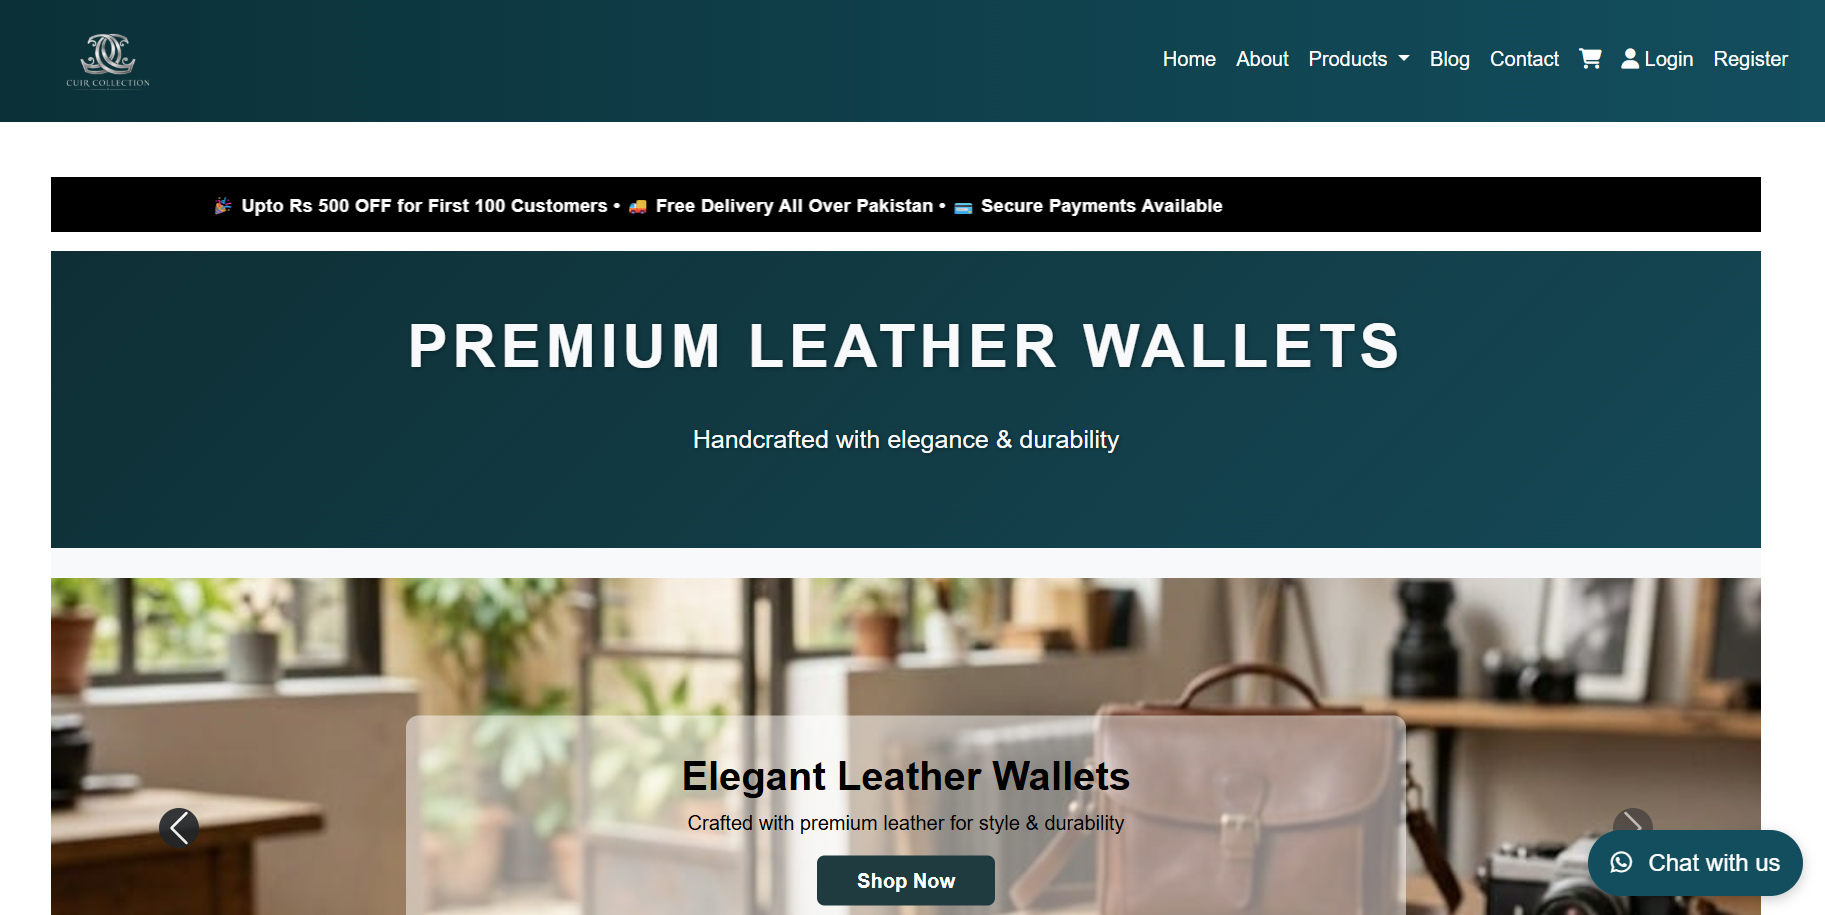 CUIR COLLECTION
Home About Products Blog Contact Login Register
Upto Rs 500 OFF for First 100 Customers • Free Delivery All Over Pakistan • Secure Payments Available
PREMIUM LEATHER WALLETS
Handcrafted with elegance & durability
Elegant Leather Wallets
Crafted with premium leather for style & durability
Shop Now
Chat with us